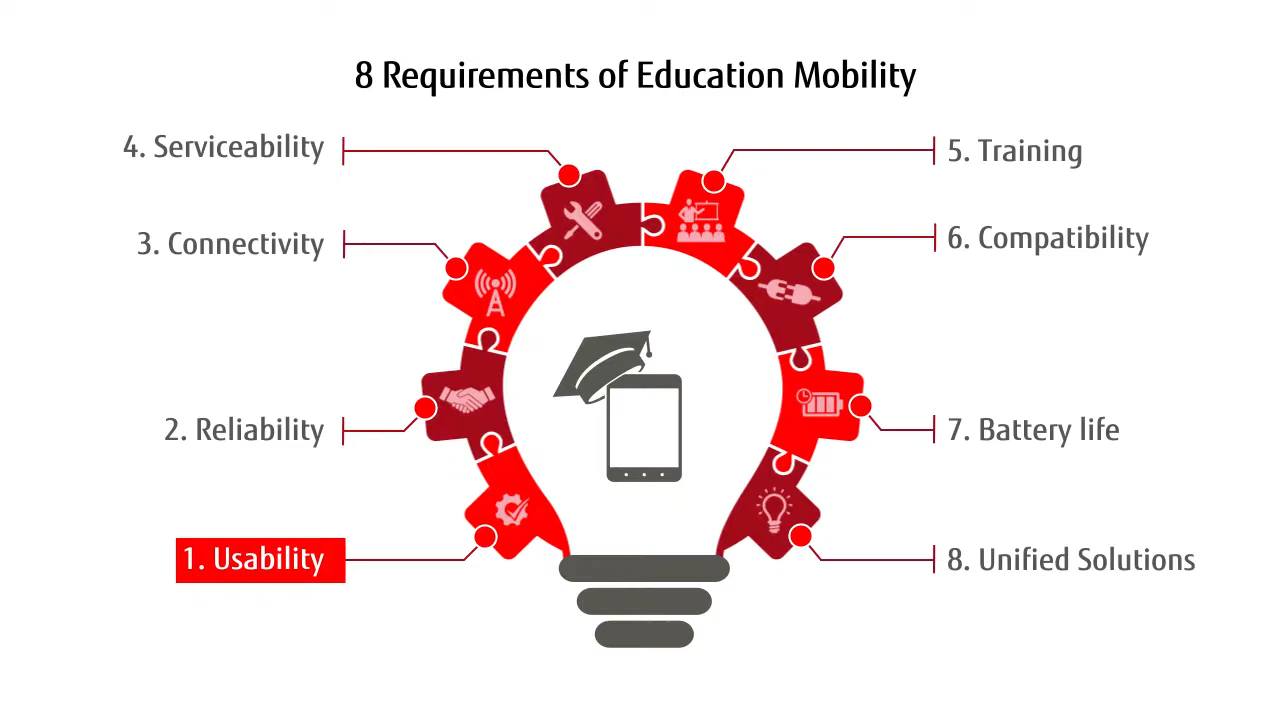 8 Requirements of Education Mobility
4. Serviceability
3. Connectivity
2. Reliability
1. Usability
5. Training
6. Compatibility
7. Battery life
8. Unified Solutions